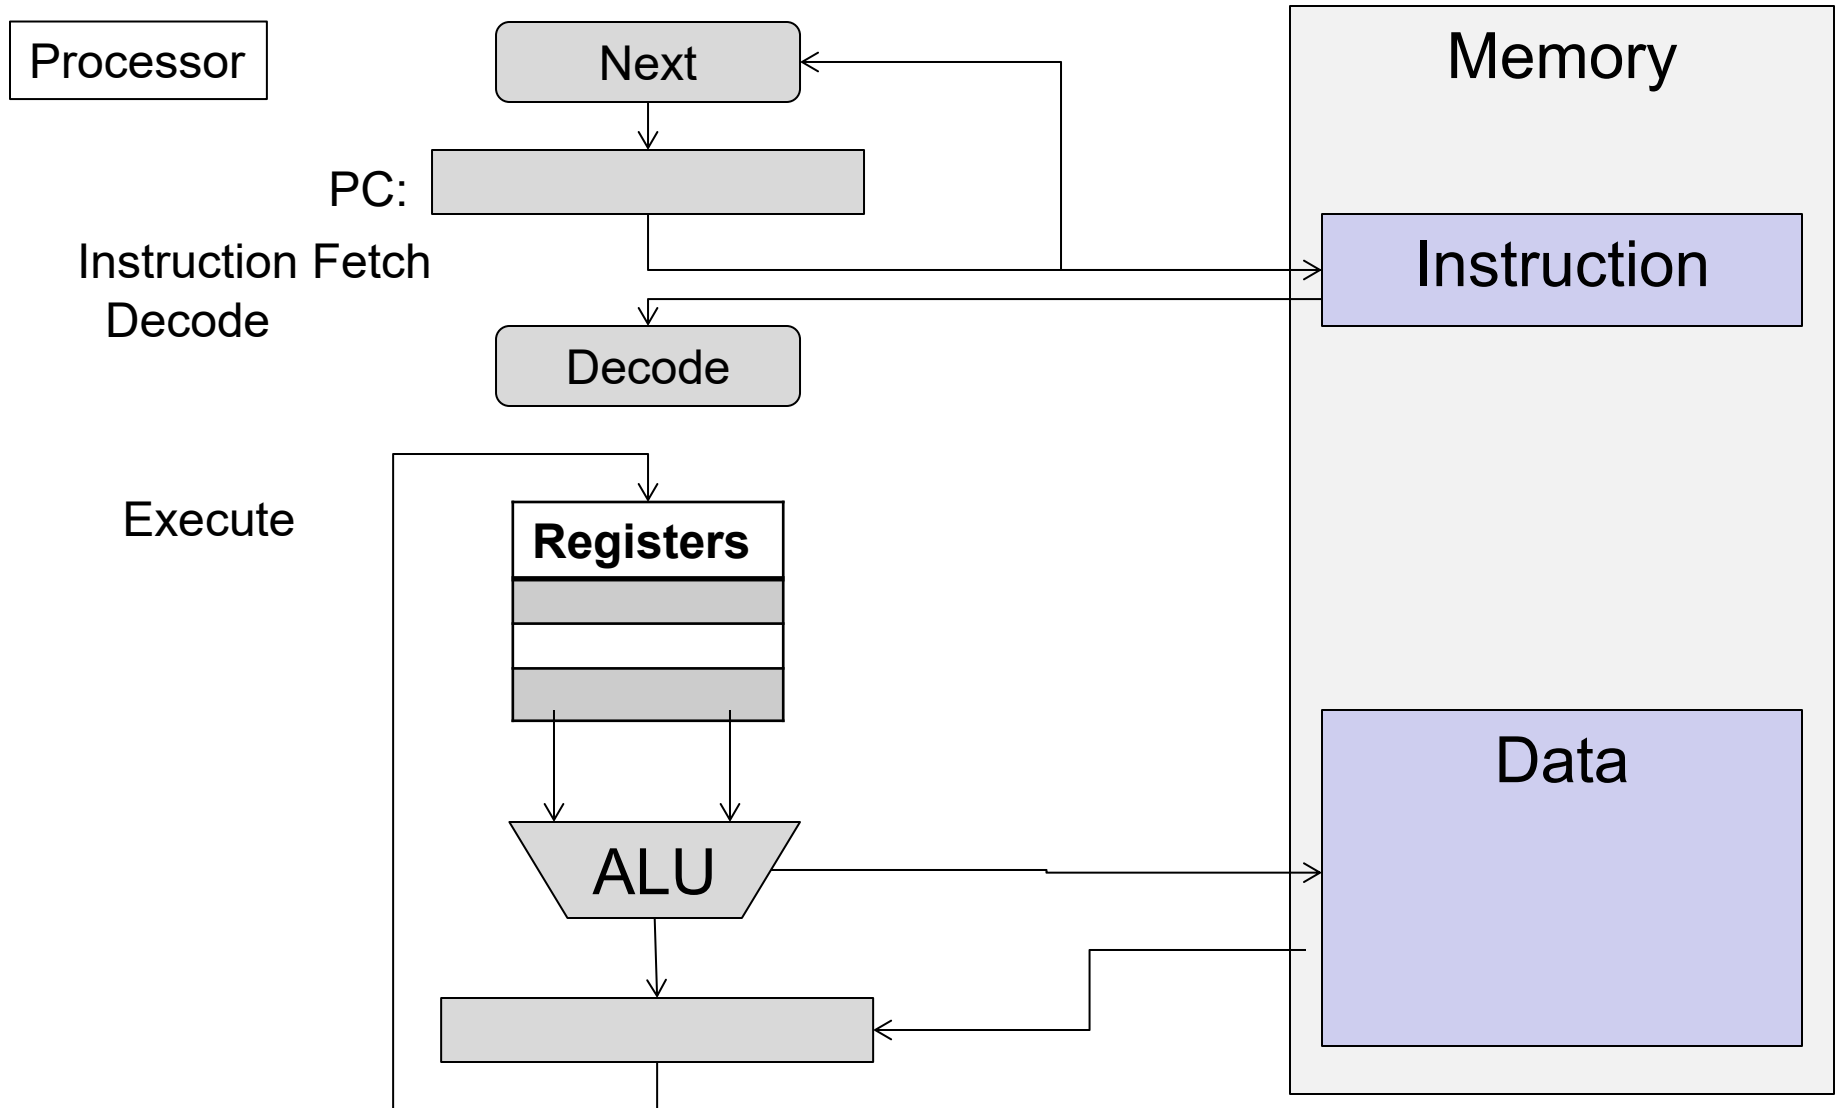 Processor
Next
Memory
PC:
Instruction Fetch
Instruction
Decode
Decode
Execute
Registers
Data
ALU